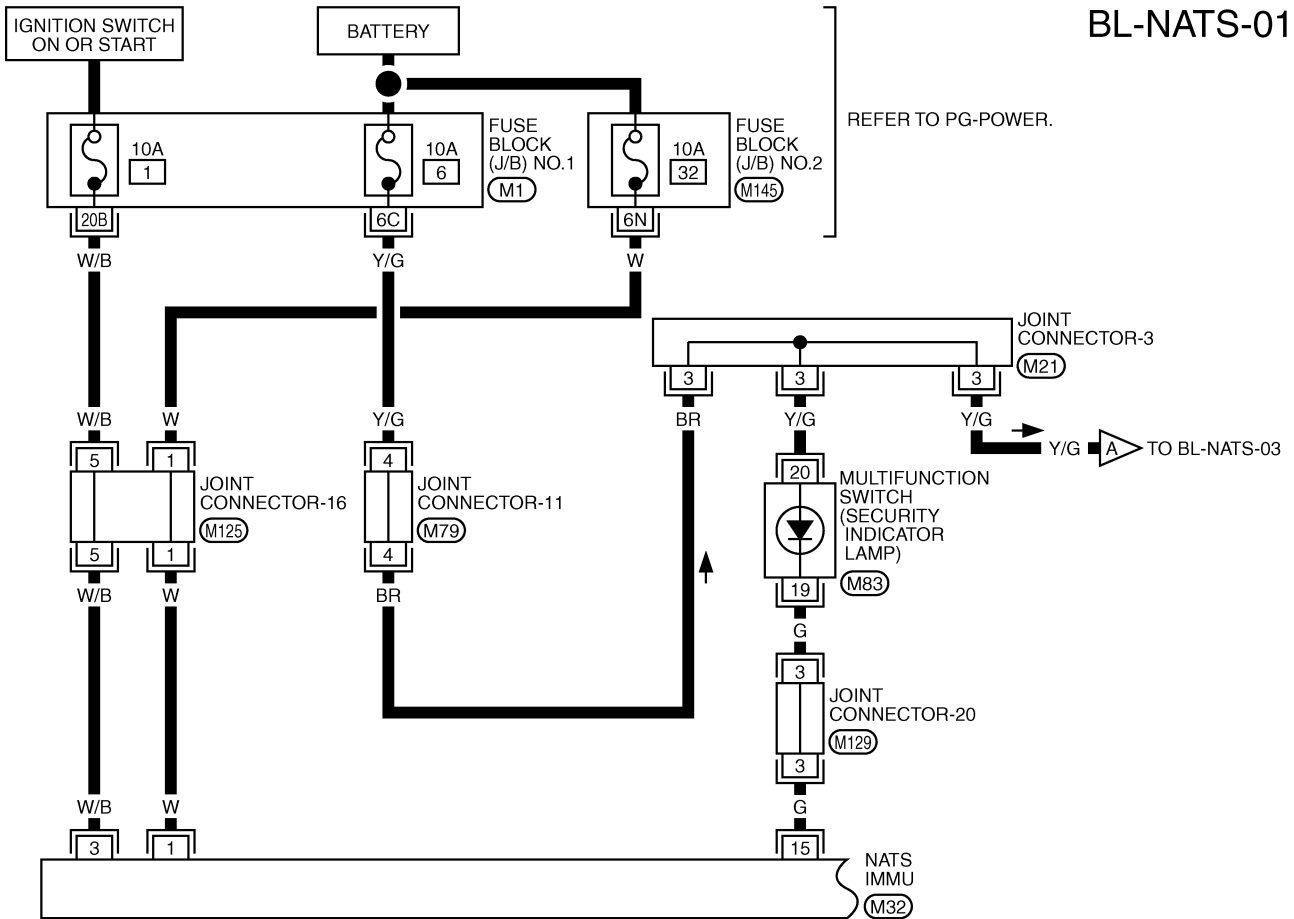 BL-NATS-01
IGNITION SWITCH
ON OR START
BATTERY
REFER TO PG-POWER.
10A
1
10A
6
FUSE
BLOCK
(J/B) NO.1
M1
10A
32
FUSE
BLOCK
(J/B) NO.2
M145
20B
6C
6N
W/B
Y/G
W
JOINT
CONNECTOR-3
M21
3
3
3
W/B
W
Y/G
BR
Y/G
Y/G
Y/G
A
TO BL-NATS-03
5
1
4
JOINT
CONNECTOR-16
M125
JOINT
CONNECTOR-11
M79
5
1
4
20
MULTIFUNCTION
SWITCH
(SECURITY
INDICATOR
LAMP)
M83
19
W/B
W
BR
G
3
JOINT
CONNECTOR-20
M129
3
W/B
W
G
3
1
15
NATS
IMMU
M32